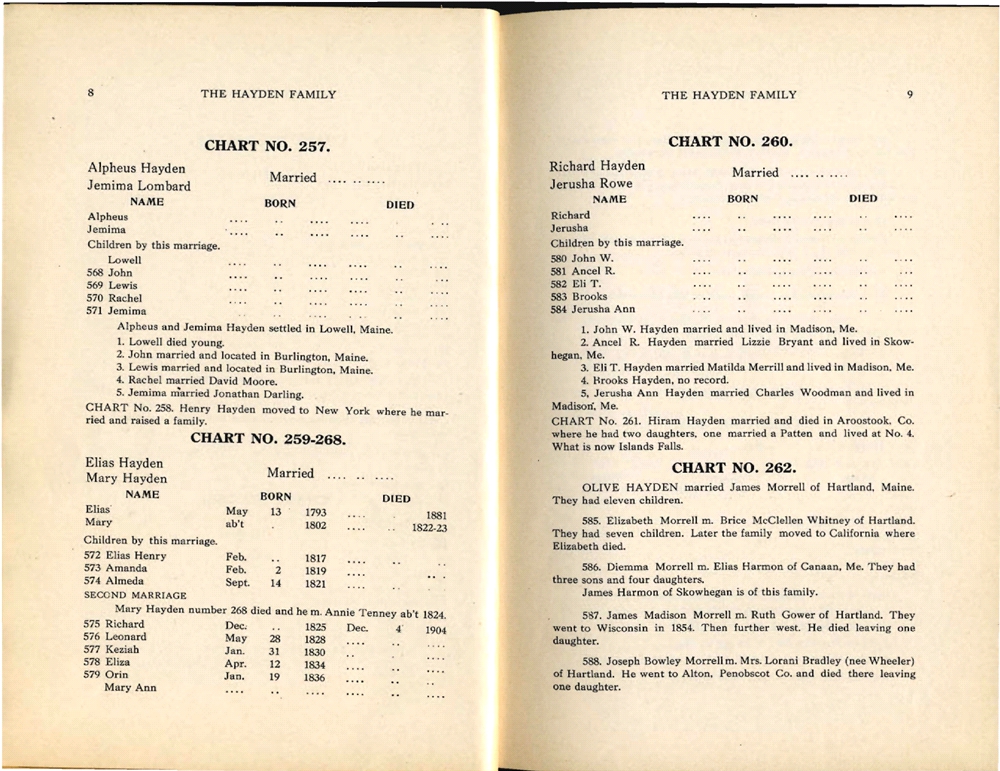 8 THE HAYDEN FAMILY
CHART NO. 257.
Alpheus Hayden
Jemima Lombard
Married .... .. ....
NAME BORN DIED
Alpheus .... .. .... .... . ...
Jemima .... .. .... .... .. ....
Children by this marriage.
Lowell .... .. .... .... .. ....
568 John .... .. .... .... .. ....
569 Lewis .... .. .... .... .. ....
570 Rachel .... .. .... .... .. ....
571 Jemima .. .... .... .. ....
Alpheus and Jemima Hayden settled in Lowell, Maine.
1. Lowell died young.
2. John married and located in Burlington, Maine.
3. Lewis married and located in Burlington, Maine.
4. Rachel married David Moore.
5. Jemima married Jonathan Darling.
CHART No. 258. Henry Hayden moved to New York where he mar-
ried and raised a family.
CHART NO. 259-268.
Elias Hayden
Mary Hayden
Married .... .. ....
NAME BORN DIED
Elias May 13 1793 .... . 1881
Mary ab't . 1802 .... .. 1822-23
Children by this marriage.
572 Elias Henry Feb. .. 1817 .... ..
573 Amanda Feb. 2 1819 .... .. .
574 Almeda Sept. 14 1821 ....
SECOND MARRIAGE
Mary Hayden number 268 died and he m. Annie Tenney ab't 1824.
575 Richard Dec. .. 1825 Dec. 4 1904
576 Leonard May 28 1828 .... .. ....
577 Keziah Jan. 31 1830 .. .. ....
578 Eliza Apr. 12 1834 .... .. ....
579 Orin Jan. 19 1836 .... .. ..
Mary Ann .... .. .... .... .. ....
THE HAYDEN FAMILY 9
CHART NO. 260.
Richard Hayden
Jerusha Rowe
Married .... .. ....
NAME BORN DIED
Richard .... .. .... .... .. ....
Jerusha .... .. .... .... .. ....
Children by this marriage.
580 John W. .... .. .... .... .. ....
581 Ancel R. .... .. .... .... .. ...
582 Eli T. .... .. .... .... .. ....
583 Brooks . .. .. .... .... .. ....
584 Jerusha Ann .... .. .... .... .. ....
1. John W. Hayden married and lived in Madison, Me.
2. Ancel R. Hayden married Lizzie Bryant and lived in Skow-
hegan, Me.
3. Eli T. Hayden married Matilda Merrill and lived in Madison, Me.
4. Brooks Hayden, no record.
5, Jerusha Ann Hayden married Charles Woodman and lived in
Madison, Me.
CHART No. 261. Hiram Hayden married and died in Aroostook, Co.
where he had two daughters, one married a Patten and lived at No. 4.
What is now Islands Falls.
CHART NO. 262.
OLIVE HAYDEN married James Morrell of Hartland, Maine.
They had eleven children.
585. Elizabeth Morrell m. Brice McClellen Whitney of Hartland.
They had seven children. Later the family moved to California where
Elizabeth died.
586. Diemma Morrell m. Elias Harmon of Canaan, Me. They had
three sons and four daughters.
James Harmon of Skowhegan is of this family.
587. James Madison Morrell m. Ruth Gower of Hartland. They
went to Wisconsin in 1854. Then further west. He died leaving one
daughter.
588. Joseph Bowley Morrell m. Mrs. Lorani Bradley (nee Wheeler)
of Hartland. He went to Alton, Penobscot Co. and died there leaving
one daughter.